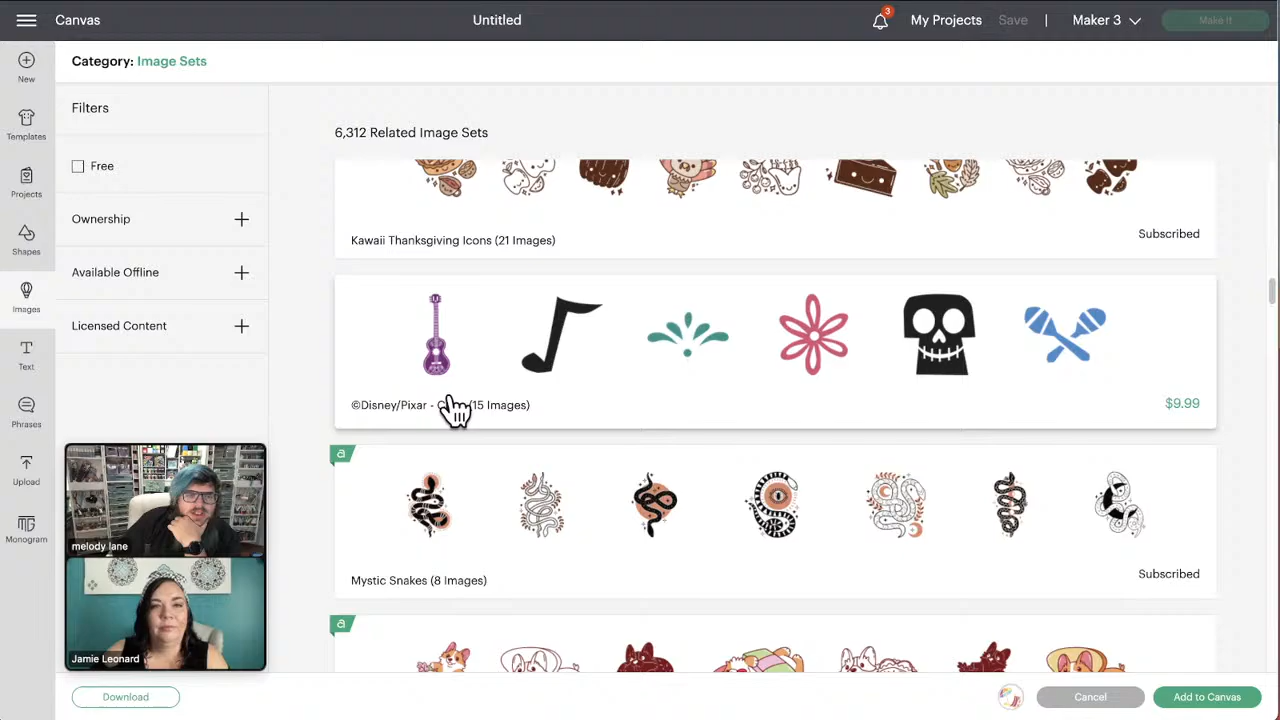 Canvas
Untitled
3
My Projects
Save
|
Maker 3
Make It
New
Templates
Projects
Shapes
Images
Text
Phrases
Upload
Monogram
Category: Image Sets
Filters
Free
Ownership
Available Offline
Licensed Content
6,312 Related Image Sets
Kawaii Thanksgiving Icons (21 Images)
Subscribed
©Disney/Pixar - (15 Images)
$9.99
a
Mystic Snakes (8 Images)
Subscribed
a
melody lane
Jamie Leonard
Download
Cancel
Add to Canvas